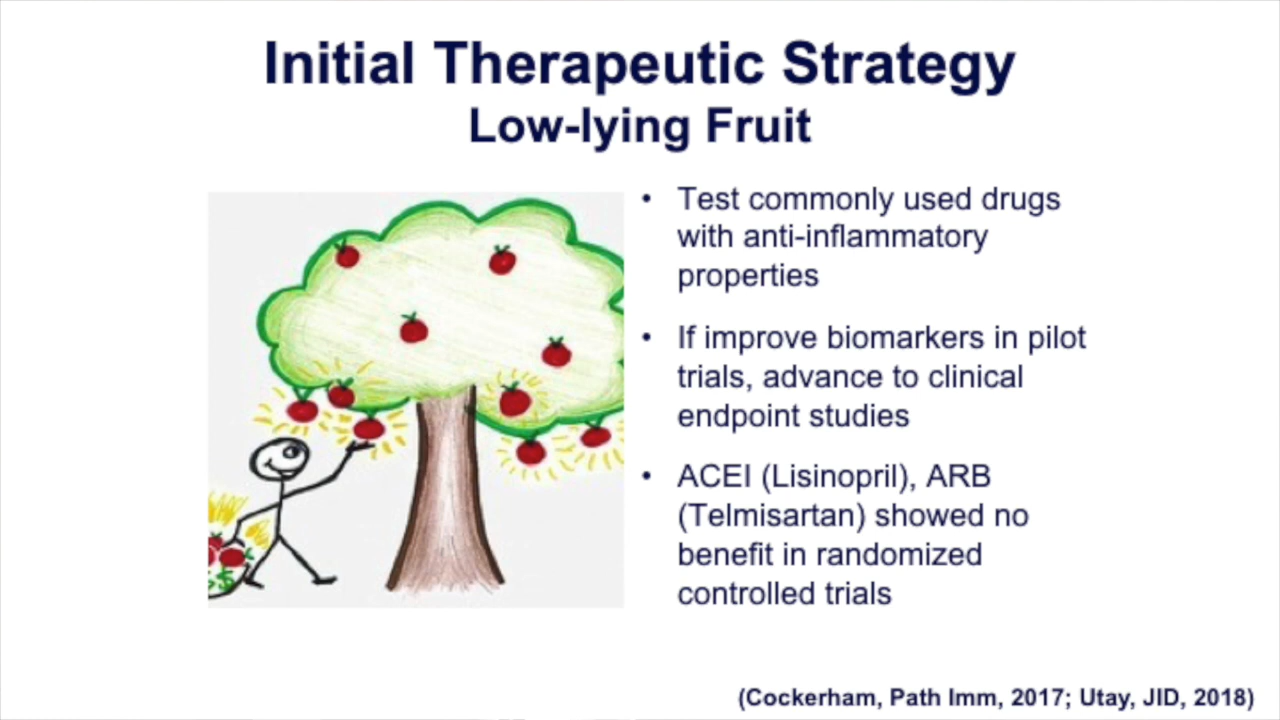 Initial Therapeutic Strategy
Low-lying Fruit
• Test commonly used drugs
with anti-inflammatory
properties
• If improve biomarkers in pilot
trials, advance to clinical
endpoint studies
• ACEI (Lisinopril), ARB
(Telmisartan) showed no
benefit in randomized
controlled trials
(Cockerham, Path Imm, 2017; Utay, JID, 2018)